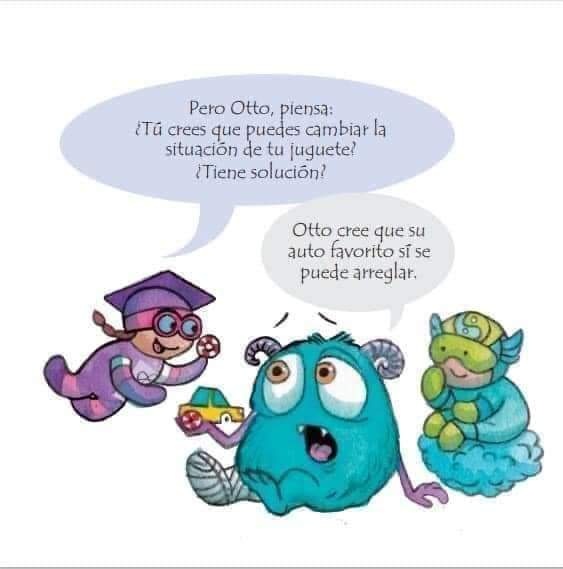 Pero Otto, piensa:
¿Tú crees que puedes cambiar la
situación de tu juguete?
¿Tiene solución?
Otto cree que su
auto favorito sí se
puede arreglar.